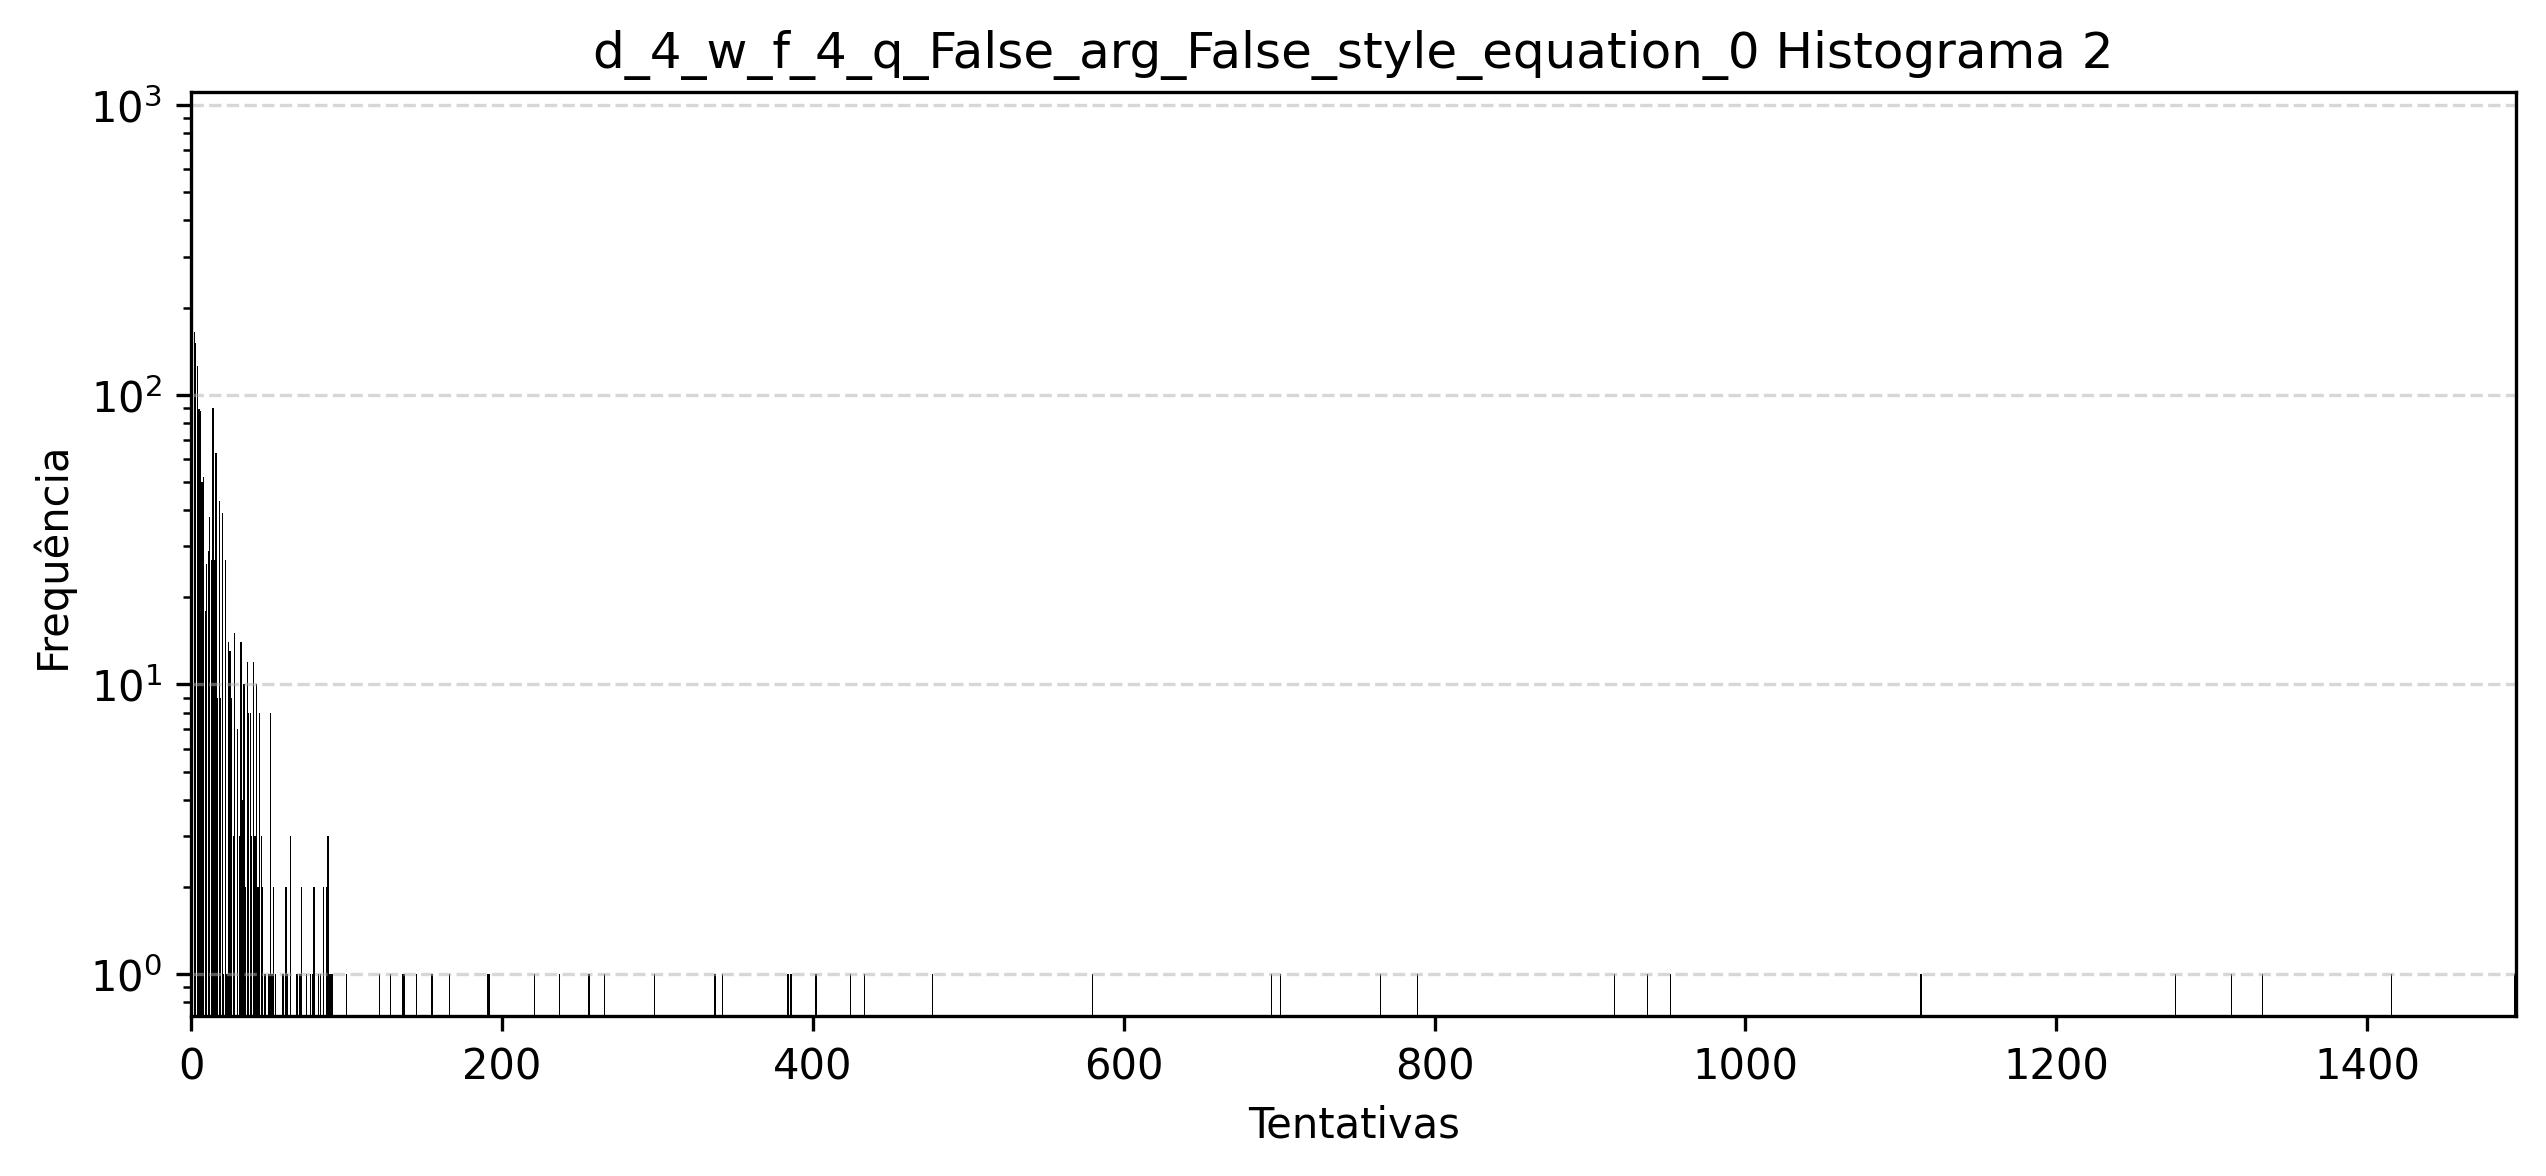 d_4_w_f_4_q_False_arg_False_style_equation_0 Histograma 2
10³
10²
10¹
10⁰
Frequência
0 200 400 600 800 1000 1200 1400
Tentativas